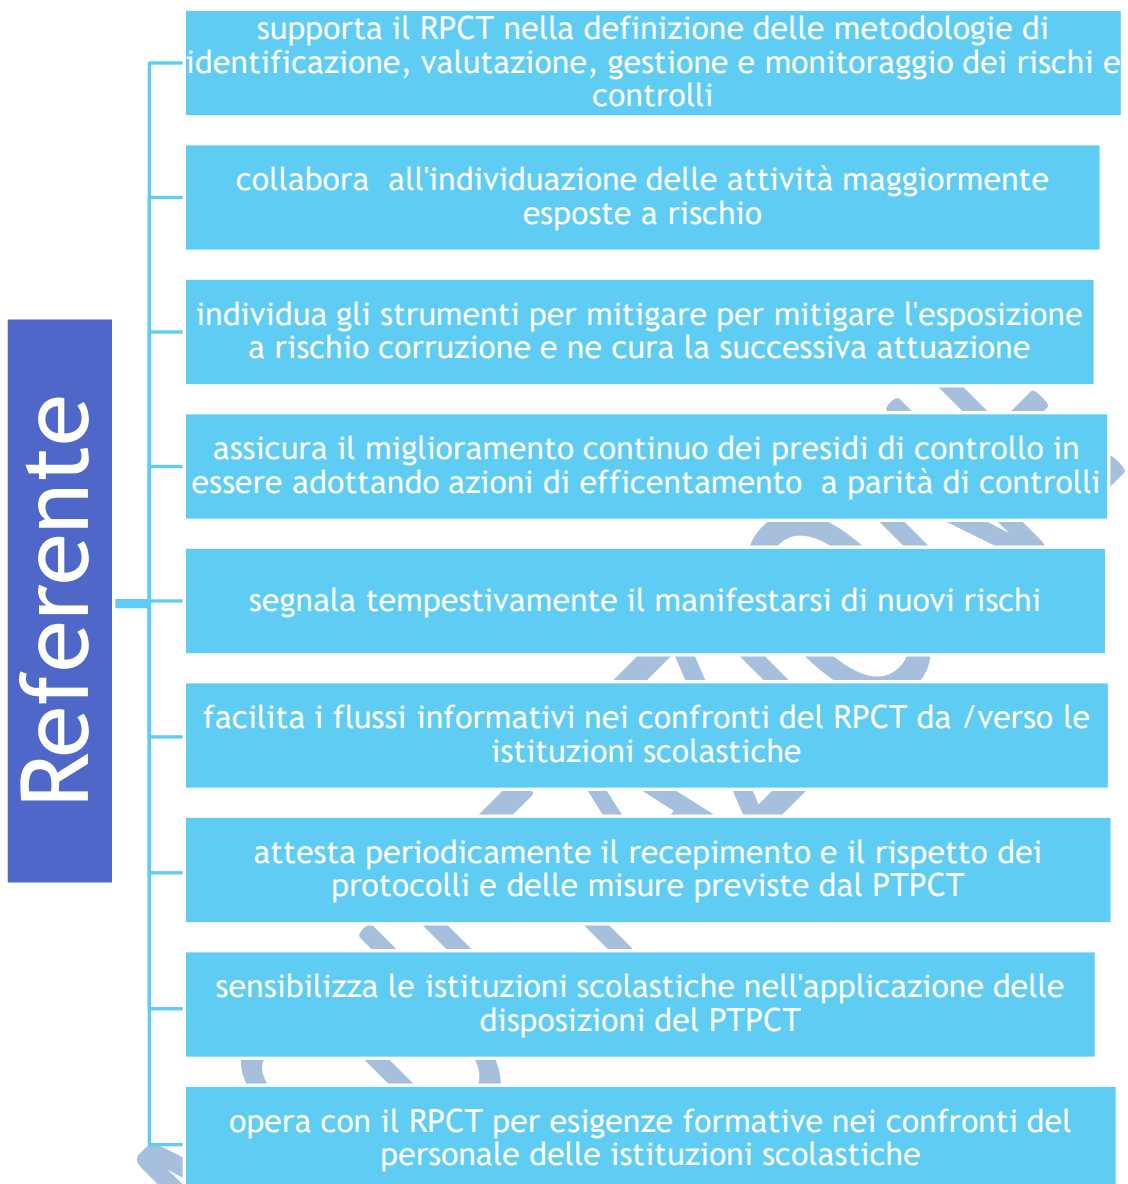 supporta il RPCT nella definizione delle metodologie di
identificazione, valutazione, gestione e monitoraggio dei rischi e
controlli
collabora all'individuazione delle attività maggiormente
esposte a rischio
individua gli strumenti per mitigare per mitigare l'esposizione
a rischio corruzione e ne cura la successiva attuazione
assicura il miglioramento continuo dei presidi di controllo in
essere adottando azioni di efficentamento a parità di controlli
Referente
segnala tempestivamente il manifestarsi di nuovi rischi
facilita i flussi informativi nei confronti del RPCT da /verso le
istituzioni scolastiche
attesta periodicamente il recepimento e il rispetto dei
protocolli e delle misure previste dal PTPCT
sensibilizza le istituzioni scolastiche nell'applicazione delle
disposizioni del PTPCT
opera con il RPCT per esigenze formative nei confronti del
personale delle istituzioni scolastiche